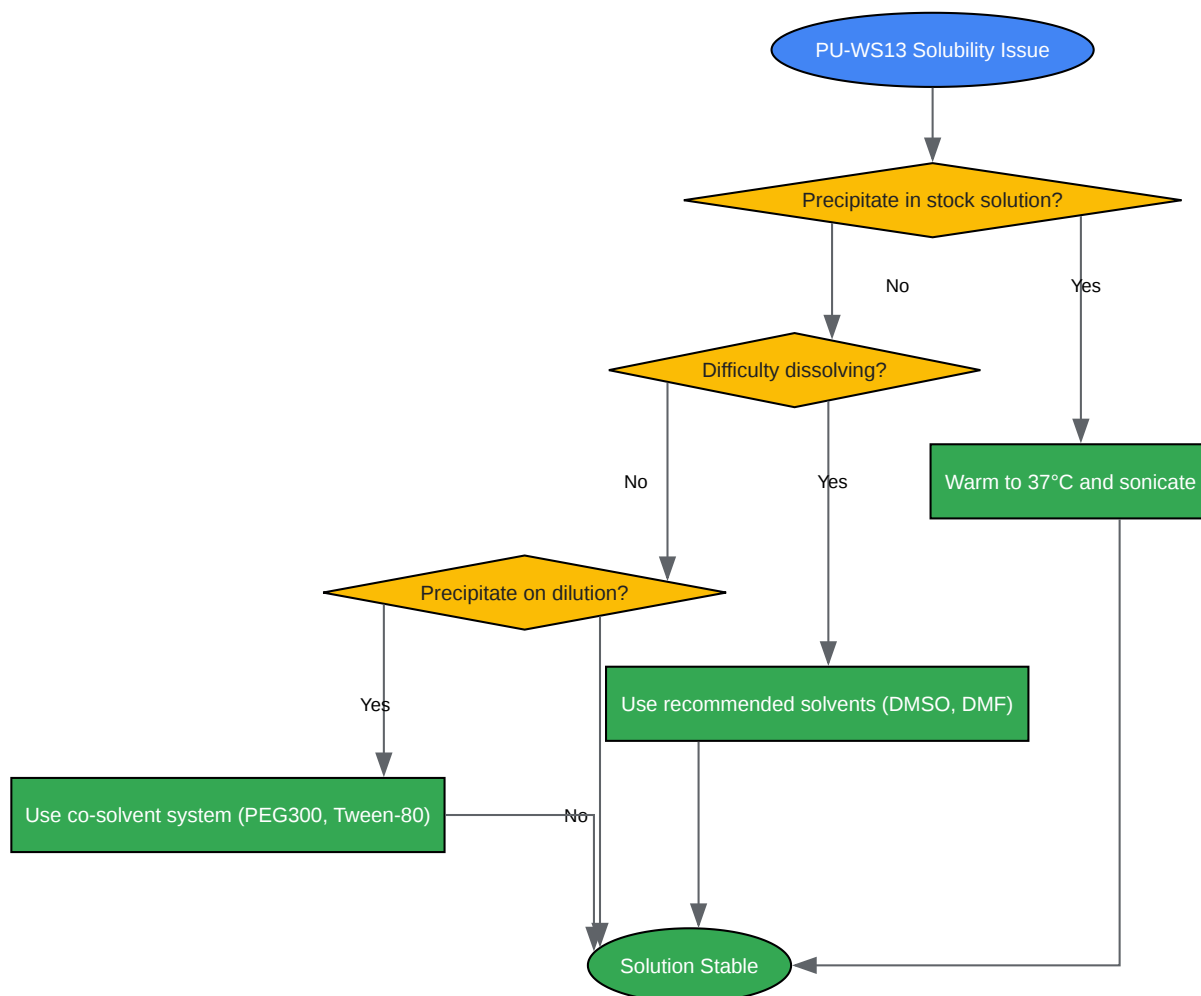 PU-WS13 Solubility Issue
Precipitate in stock solution?
No
Yes
Difficulty dissolving?
No
Yes
Warm to 37°C and sonicate
Precipitate on dilution?
Yes
Use recommended solvents (DMSO, DMF)
Use co-solvent system (PEG300, Tween-80)
No
Solution Stable